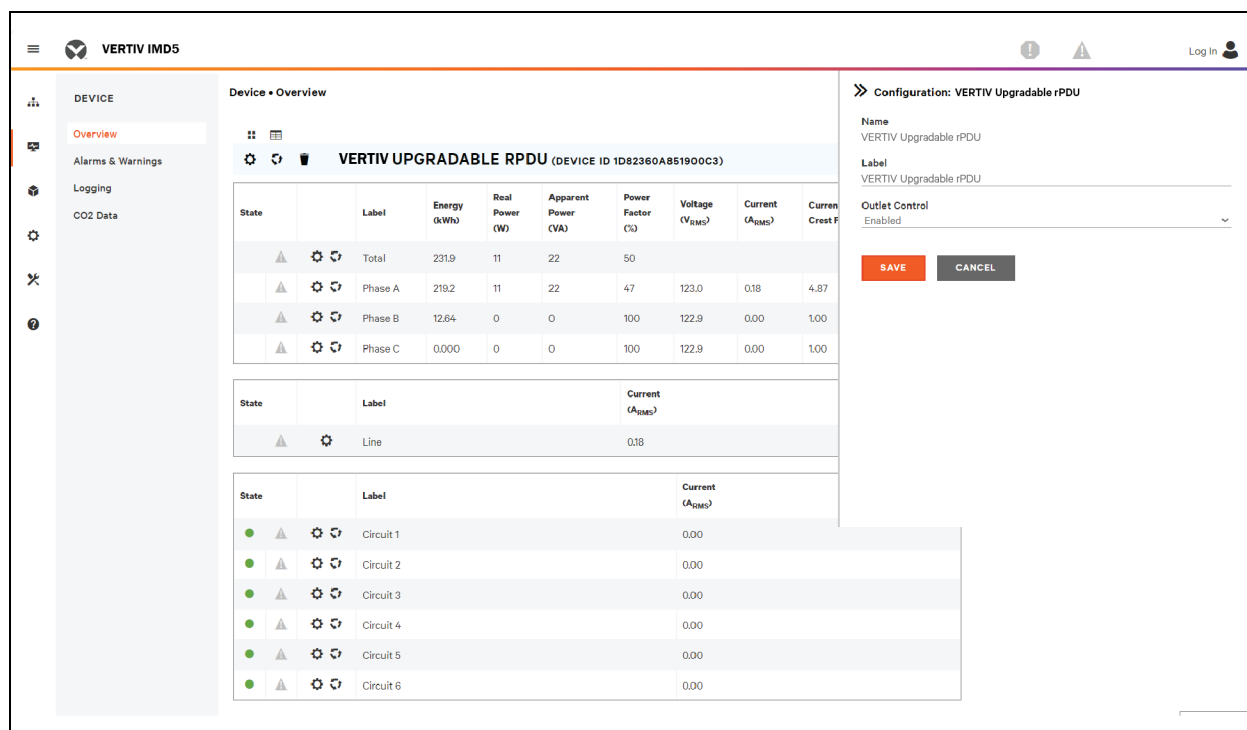 VERTIV IMD5
Log In
DEVICE
Overview
Alarms & Warnings
Logging
CO2 Data
Device • Overview
VERTIV UPGRADABLE RPDU (DEVICE ID 1D82360A851900C3)
State Label Energy (kWh) Real Power (W) Apparent Power (VA) Power Factor (%) Voltage (VRMS) Current (ARMS) Curren Crest F
Total 231.9 11 22 50
Phase A 219.2 11 22 47 123.0 0.18 4.87
Phase B 12.64 0 0 100 122.9 0.00 1.00
Phase C 0.000 0 0 100 122.9 0.00 1.00
State Label Current (ARMS)
Line 0.18
State Label Current (ARMS)
Circuit 1 0.00
Circuit 2 0.00
Circuit 3 0.00
Circuit 4 0.00
Circuit 5 0.00
Circuit 6 0.00
Configuration: VERTIV Upgradable rPDU
Name
VERTIV Upgradable rPDU
Label
VERTIV Upgradable rPDU
Outlet Control
Enabled
SAVE CANCEL